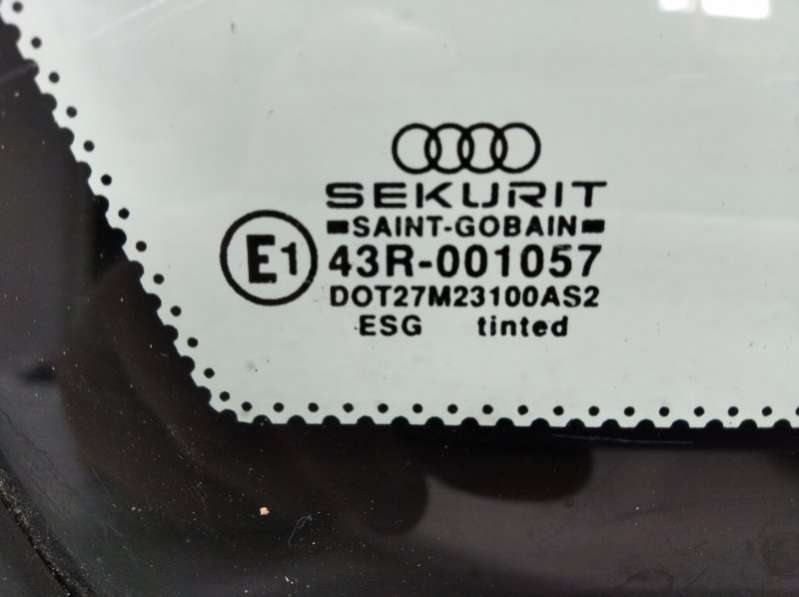 SEKURIT
SAINT-GOBAIN
E1 43R-001057
DOT27M23100AS2
ESG tinted